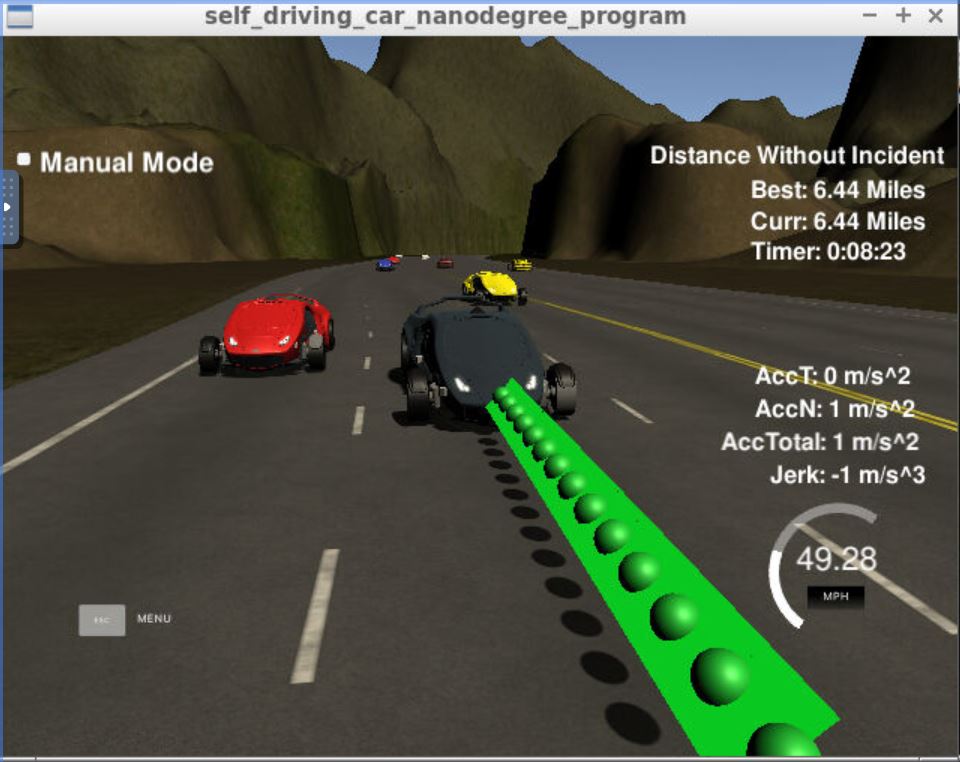 self_driving_car_nanodegree_program
Manual Mode
Distance Without Incident
Best: 6.44 Miles
Curr: 6.44 Miles
Timer: 0:08:23
AccT: 0 m/s^2
AccN: 1 m/s^2
AccTotal: 1 m/s^2
Jerk: -1 m/s^3
49.28
MPH
ESC
MENU